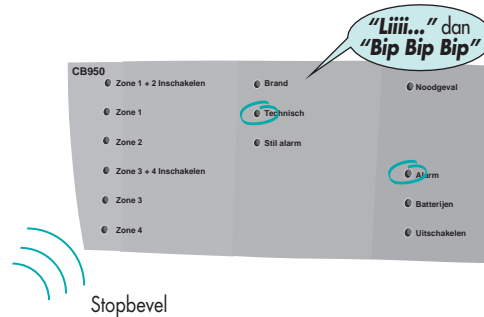 "Liiii..." dan
"Bip Bip Bip"
CB950
Zone 1 + 2 Inschakelen
Zone 1
Zone 2
Zone 3 + 4 Inschakelen
Zone 3
Zone 4
Brand
Technisch
Stil alarm
Noodgeval
Alarm
Batterijen
Uitschakelen
Stopbevel